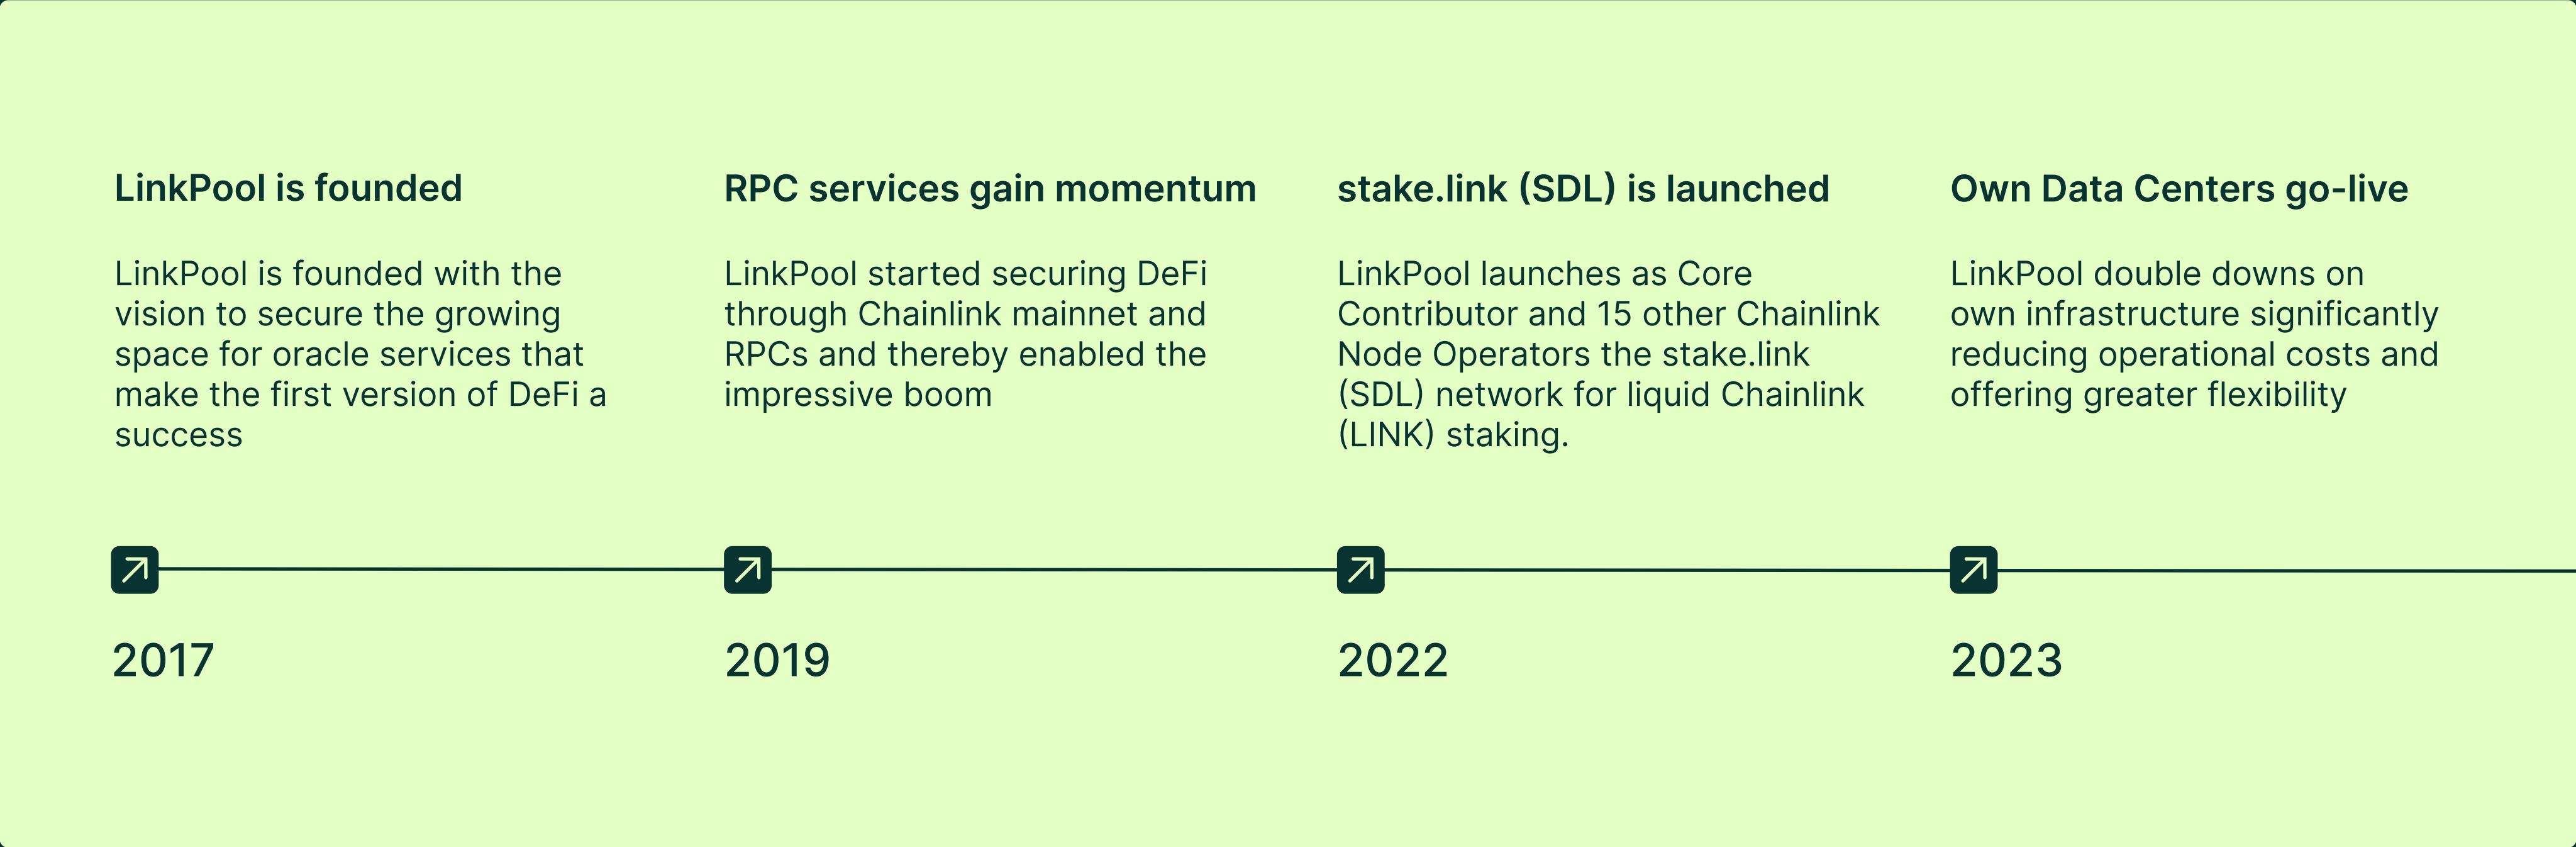 LinkPool is founded
LinkPool is founded with the
vision to secure the growing
space for oracle services that
make the first version of DeFi a
success
2017
RPC services gain momentum
LinkPool started securing DeFi
through Chainlink mainnet and
RPCs and thereby enabled the
impressive boom
2019
stake.link (SDL) is launched
LinkPool launches as Core
Contributor and 15 other Chainlink
Node Operators the stake.link
(SDL) network for liquid Chainlink
(LINK) staking.
2022
Own Data Centers go-live
LinkPool double downs on
own infrastructure significantly
reducing operational costs and
offering greater flexibility
2023